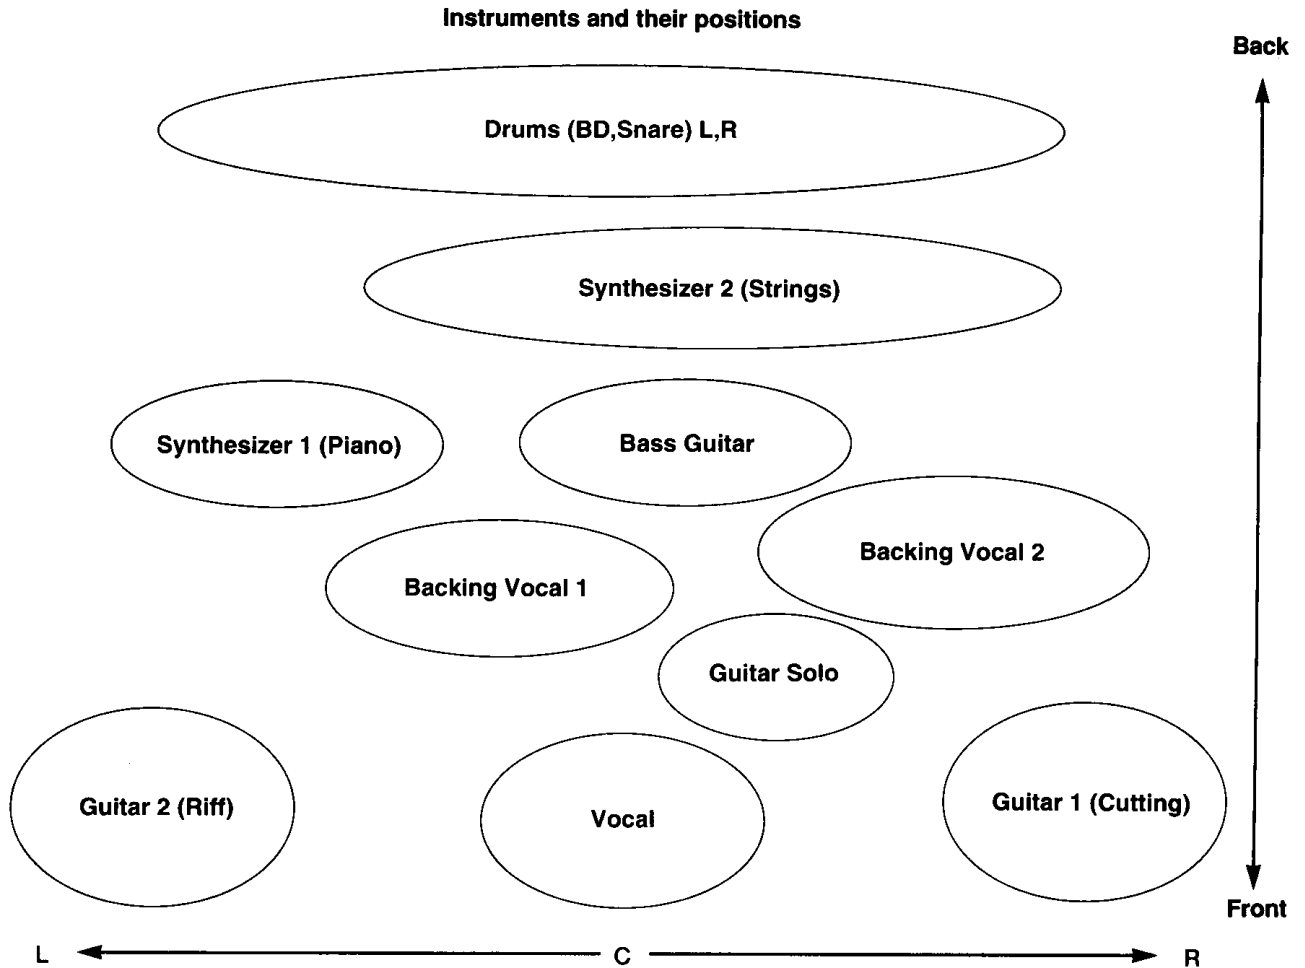 Instruments and their positions
Back
Drums (BD,Snare) L,R
Synthesizer 2 (Strings)
Synthesizer 1 (Piano)
Bass Guitar
Backing Vocal 2
Backing Vocal 1
Guitar Solo
Guitar 2 (Riff)
Vocal
Guitar 1 (Cutting)
Front
L
C
R